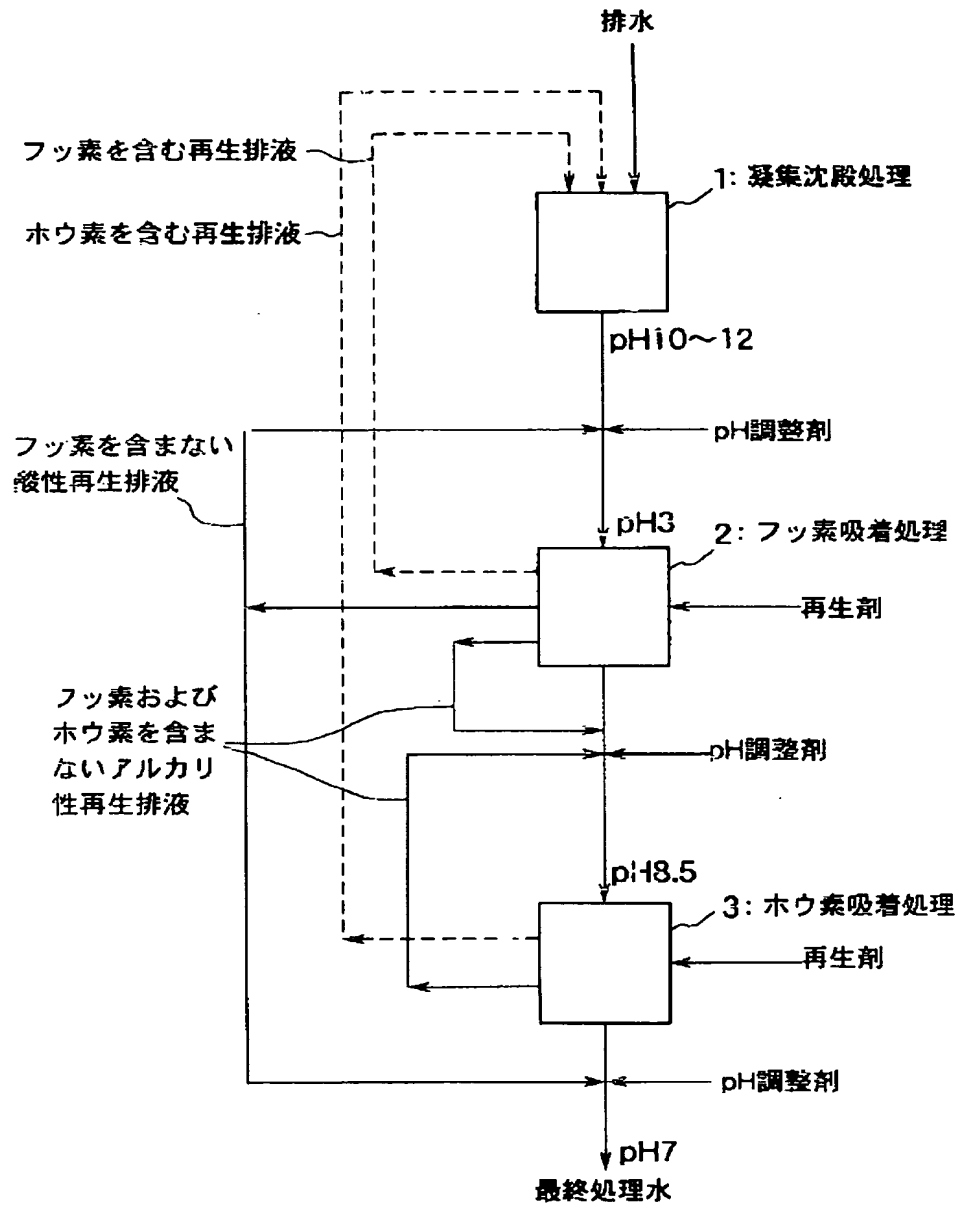 排水
フッ素を含む再生排液
1: 凝集沈殿処理
ホウ素を含む再生排液
pH10〜12
フッ素を含まない
酸性再生排液
pH調整剤
pH3
2: フッ素吸着処理
再生剤
フッ素および
ホウ素を含ま
ないアルカリ
性再生排液
pH調整剤
pH8.5
3: ホウ素吸着処理
再生剤
pH調整剤
pH7
最終処理水